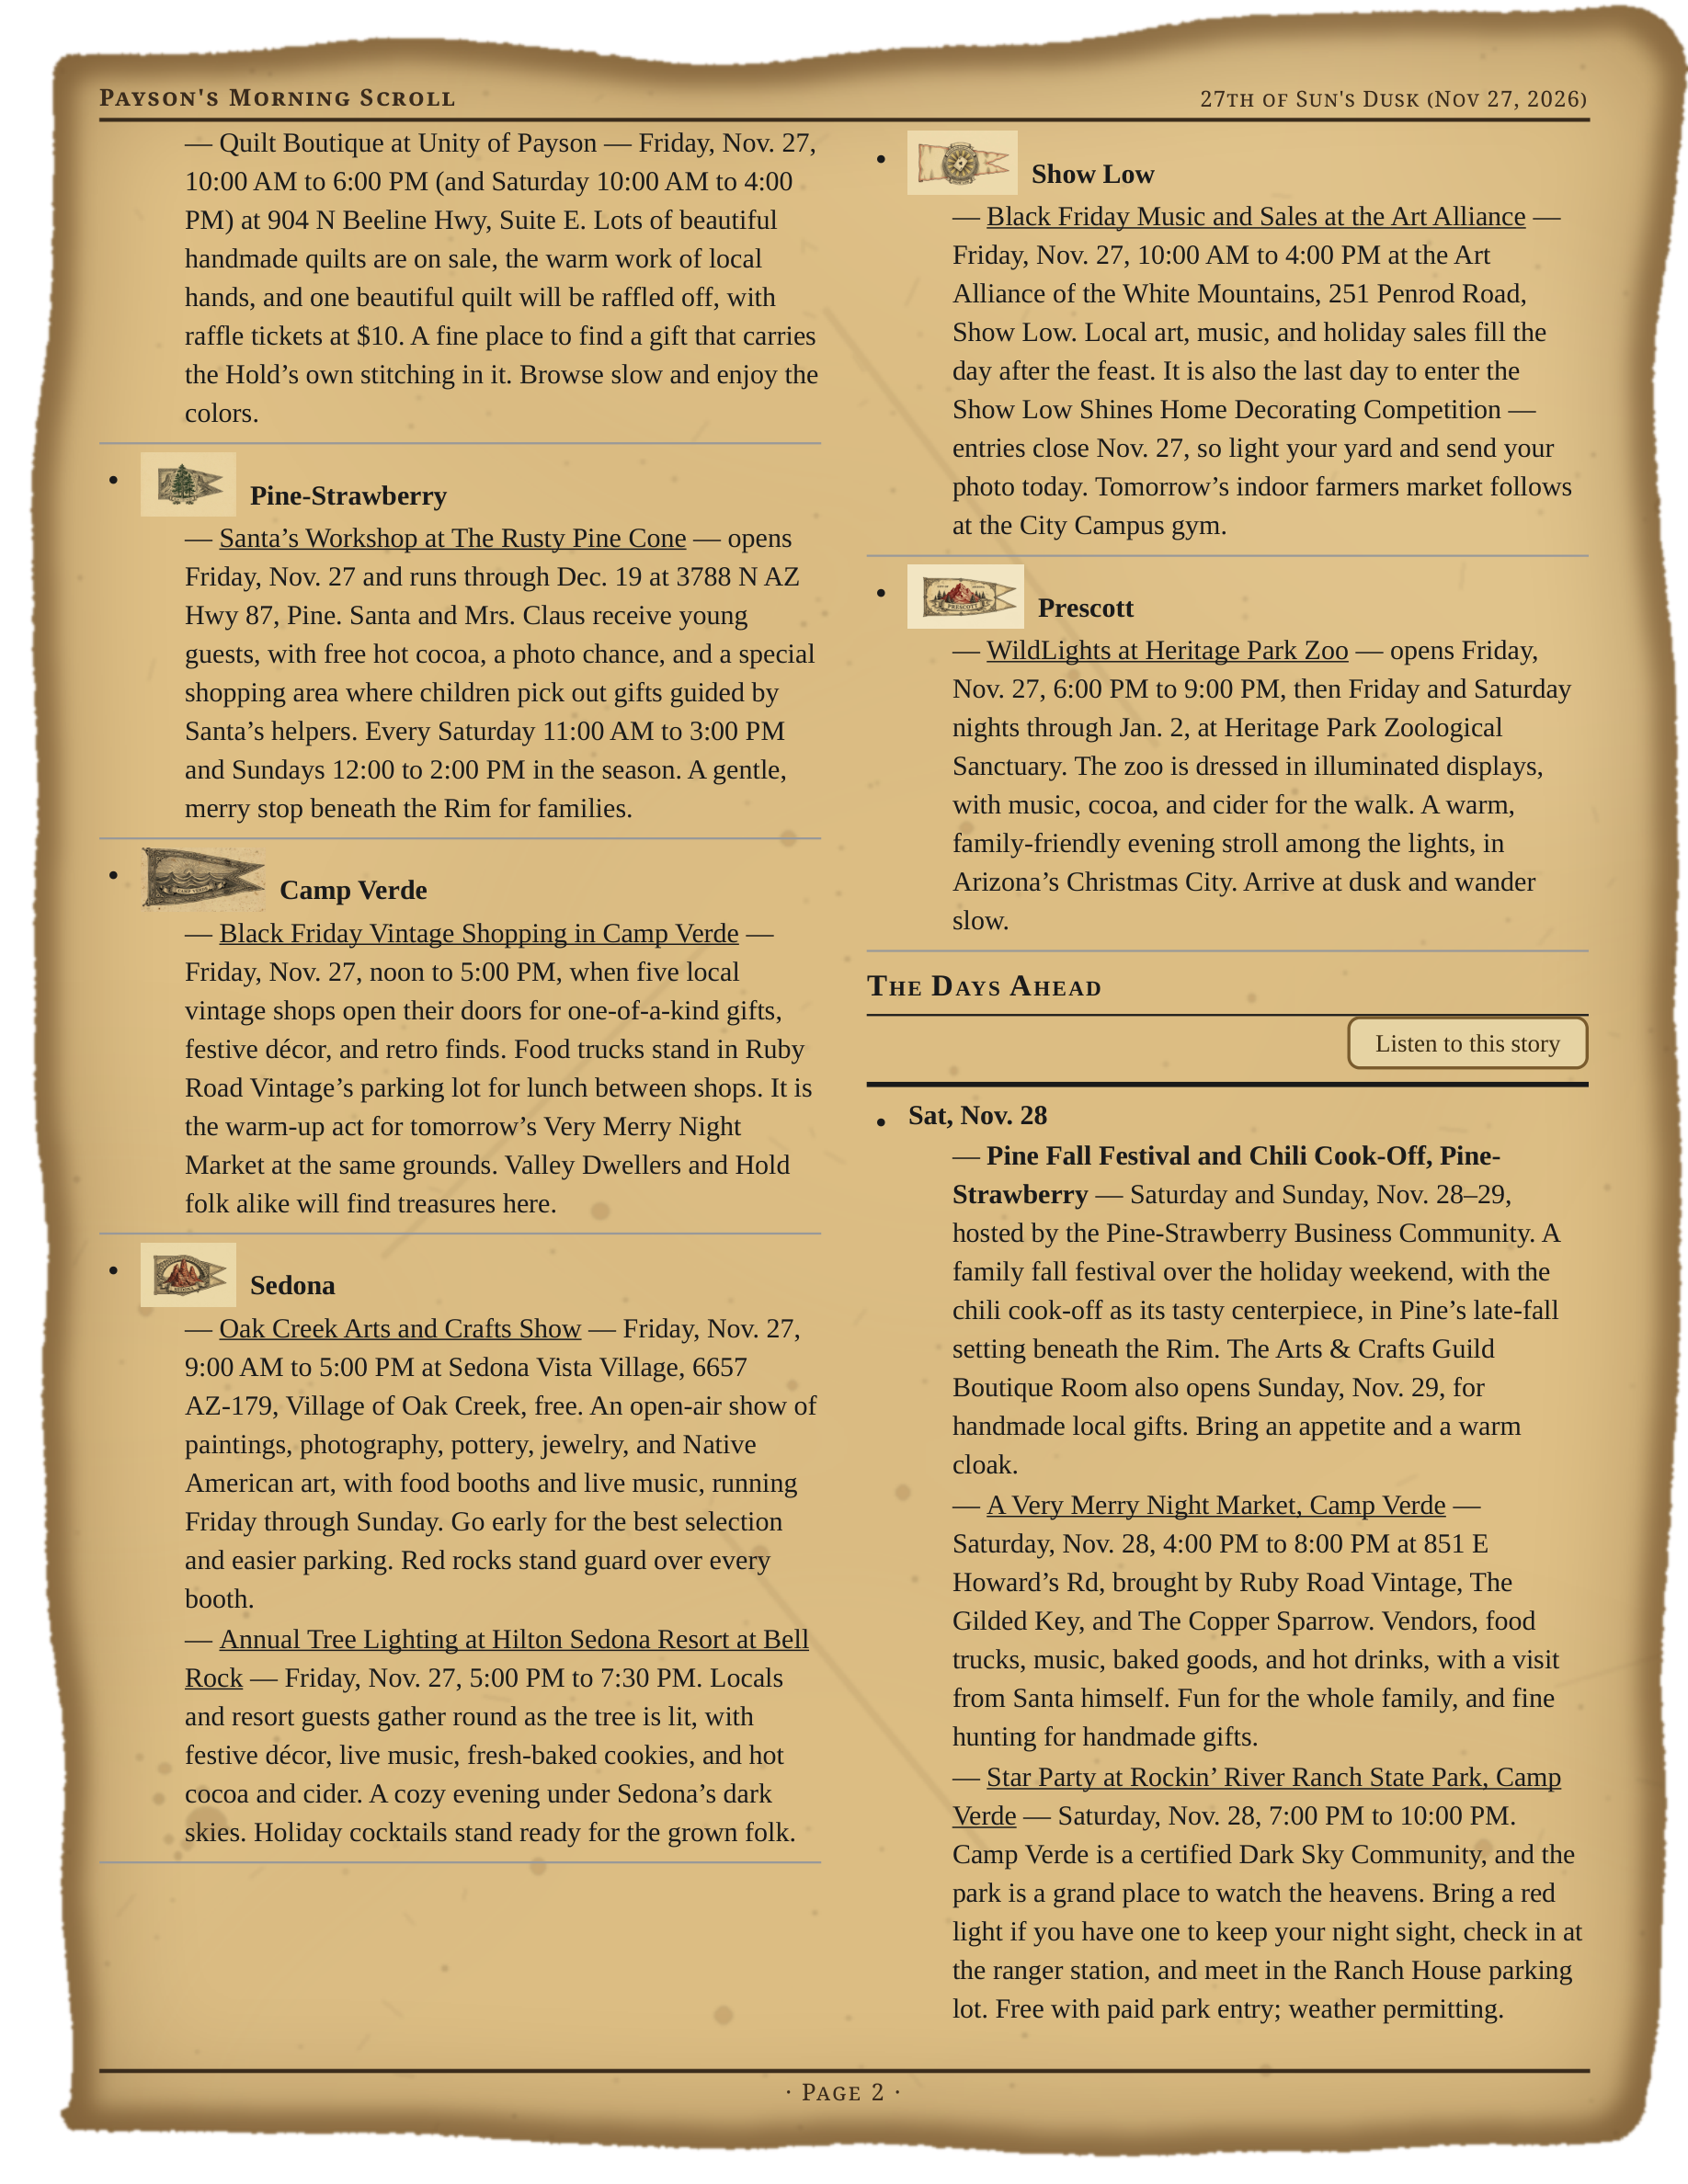 PAYSON'S MORNING SCROLL
27TH OF SUN'S DUSK (NOV 27, 2026)
— Quilt Boutique at Unity of Payson — Friday, Nov. 27,
10:00 AM to 6:00 PM (and Saturday 10:00 AM to 4:00
PM) at 904 N Beeline Hwy, Suite E. Lots of beautiful
handmade quilts are on sale, the warm work of local
hands, and one beautiful quilt will be raffled off, with
raffle tickets at $10. A fine place to find a gift that carries
the Hold’s own stitching in it. Browse slow and enjoy the
colors.
• Pine-Strawberry
— Santa’s Workshop at The Rusty Pine Cone — opens
Friday, Nov. 27 and runs through Dec. 19 at 3788 N AZ
Hwy 87, Pine. Santa and Mrs. Claus receive young
guests, with free hot cocoa, a photo chance, and a special
shopping area where children pick out gifts guided by
Santa’s helpers. Every Saturday 11:00 AM to 3:00 PM
and Sundays 12:00 to 2:00 PM in the season. A gentle,
merry stop beneath the Rim for families.
• Camp Verde
— Black Friday Vintage Shopping in Camp Verde —
Friday, Nov. 27, noon to 5:00 PM, when five local
vintage shops open their doors for one-of-a-kind gifts,
festive décor, and retro finds. Food trucks stand in Ruby
Road Vintage’s parking lot for lunch between shops. It is
the warm-up act for tomorrow’s Very Merry Night
Market at the same grounds. Valley Dwellers and Hold
folk alike will find treasures here.
• Sedona
— Oak Creek Arts and Crafts Show — Friday, Nov. 27,
9:00 AM to 5:00 PM at Sedona Vista Village, 6657
AZ-179, Village of Oak Creek, free. An open-air show of
paintings, photography, pottery, jewelry, and Native
American art, with food booths and live music, running
Friday through Sunday. Go early for the best selection
and easier parking. Red rocks stand guard over every
booth.
— Annual Tree Lighting at Hilton Sedona Resort at Bell
Rock — Friday, Nov. 27, 5:00 PM to 7:30 PM. Locals
and resort guests gather round as the tree is lit, with
festive décor, live music, fresh-baked cookies, and hot
cocoa and cider. A cozy evening under Sedona’s dark
skies. Holiday cocktails stand ready for the grown folk.
• Show Low
— Black Friday Music and Sales at the Art Alliance —
Friday, Nov. 27, 10:00 AM to 4:00 PM at the Art
Alliance of the White Mountains, 251 Penrod Road,
Show Low. Local art, music, and holiday sales fill the
day after the feast. It is also the last day to enter the
Show Low Shines Home Decorating Competition —
entries close Nov. 27, so light your yard and send your
photo today. Tomorrow’s indoor farmers market follows
at the City Campus gym.
• PRESCOTT Prescott
— WildLights at Heritage Park Zoo — opens Friday,
Nov. 27, 6:00 PM to 9:00 PM, then Friday and Saturday
nights through Jan. 2, at Heritage Park Zoological
Sanctuary. The zoo is dressed in illuminated displays,
with music, cocoa, and cider for the walk. A warm,
family-friendly evening stroll among the lights, in
Arizona’s Christmas City. Arrive at dusk and wander
slow.
THE DAYS AHEAD
Listen to this story
• Sat, Nov. 28
— Pine Fall Festival and Chili Cook-Off, Pine-
Strawberry — Saturday and Sunday, Nov. 28–29,
hosted by the Pine-Strawberry Business Community. A
family fall festival over the holiday weekend, with the
chili cook-off as its tasty centerpiece, in Pine’s late-fall
setting beneath the Rim. The Arts & Crafts Guild
Boutique Room also opens Sunday, Nov. 29, for
handmade local gifts. Bring an appetite and a warm
cloak.
— A Very Merry Night Market, Camp Verde —
Saturday, Nov. 28, 4:00 PM to 8:00 PM at 851 E
Howard’s Rd, brought by Ruby Road Vintage, The
Gilded Key, and The Copper Sparrow. Vendors, food
trucks, music, baked goods, and hot drinks, with a visit
from Santa himself. Fun for the whole family, and fine
hunting for handmade gifts.
— Star Party at Rockin’ River Ranch State Park, Camp
Verde — Saturday, Nov. 28, 7:00 PM to 10:00 PM.
Camp Verde is a certified Dark Sky Community, and the
park is a grand place to watch the heavens. Bring a red
light if you have one to keep your night sight, check in at
the ranger station, and meet in the Ranch House parking
lot. Free with paid park entry; weather permitting.
· PAGE 2 ·